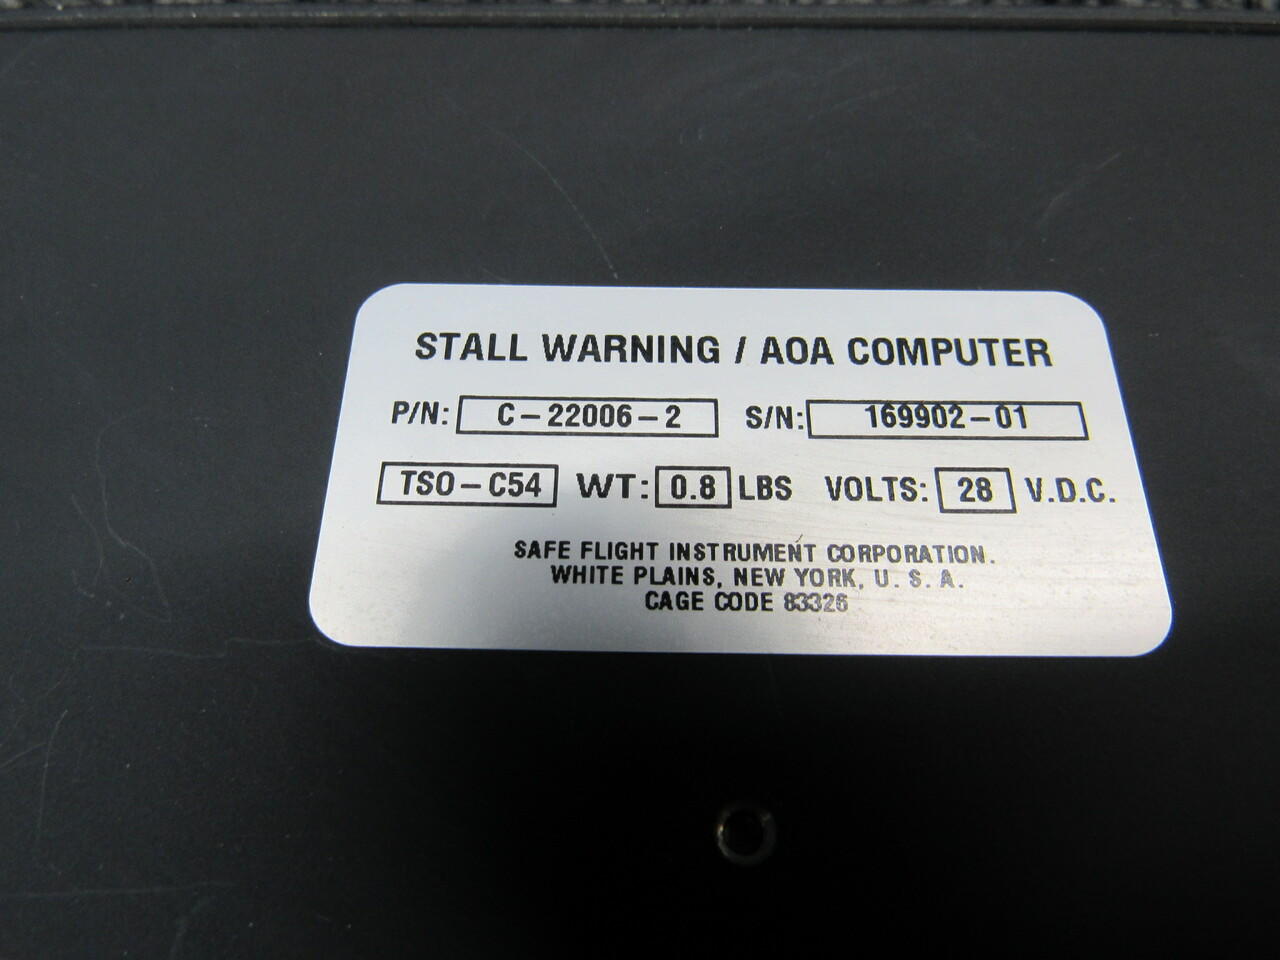 STALL WARNING / AOA COMPUTER
P/N: C-22006-2 S/N: 169902-01
TSO-C54 WT: 0.8 LBS VOLTS: 28 V.D.C.
SAFE FLIGHT INSTRUMENT CORPORATION.
WHITE PLAINS, NEW YORK, U. S. A.
CAGE CODE 83326